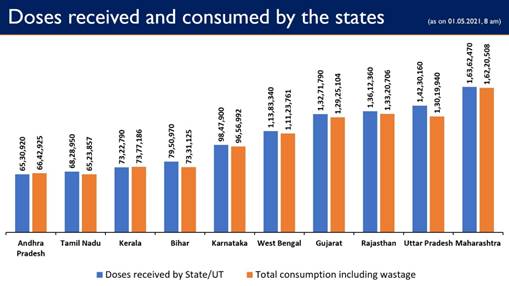 Doses received and consumed by the states
(as on 01.05.2021, 8 am)
65,30,920
66,42,925
68,28,950
65,23,857
73,22,790
73,77,186
79,50,970
73,31,125
98,47,900
96,56,992
1,13,83,340
1,11,23,761
1,32,71,790
1,29,25,104
1,36,12,360
1,33,20,706
1,42,30,160
1,30,19,940
1,63,62,470
1,62,20,508
Andhra
Pradesh
Tamil Nadu
Kerala
Bihar
Karnataka
West Bengal
Gujarat
Rajasthan
Uttar Pradesh
Maharashtra
Doses received by State/UT
Total consumption including wastage